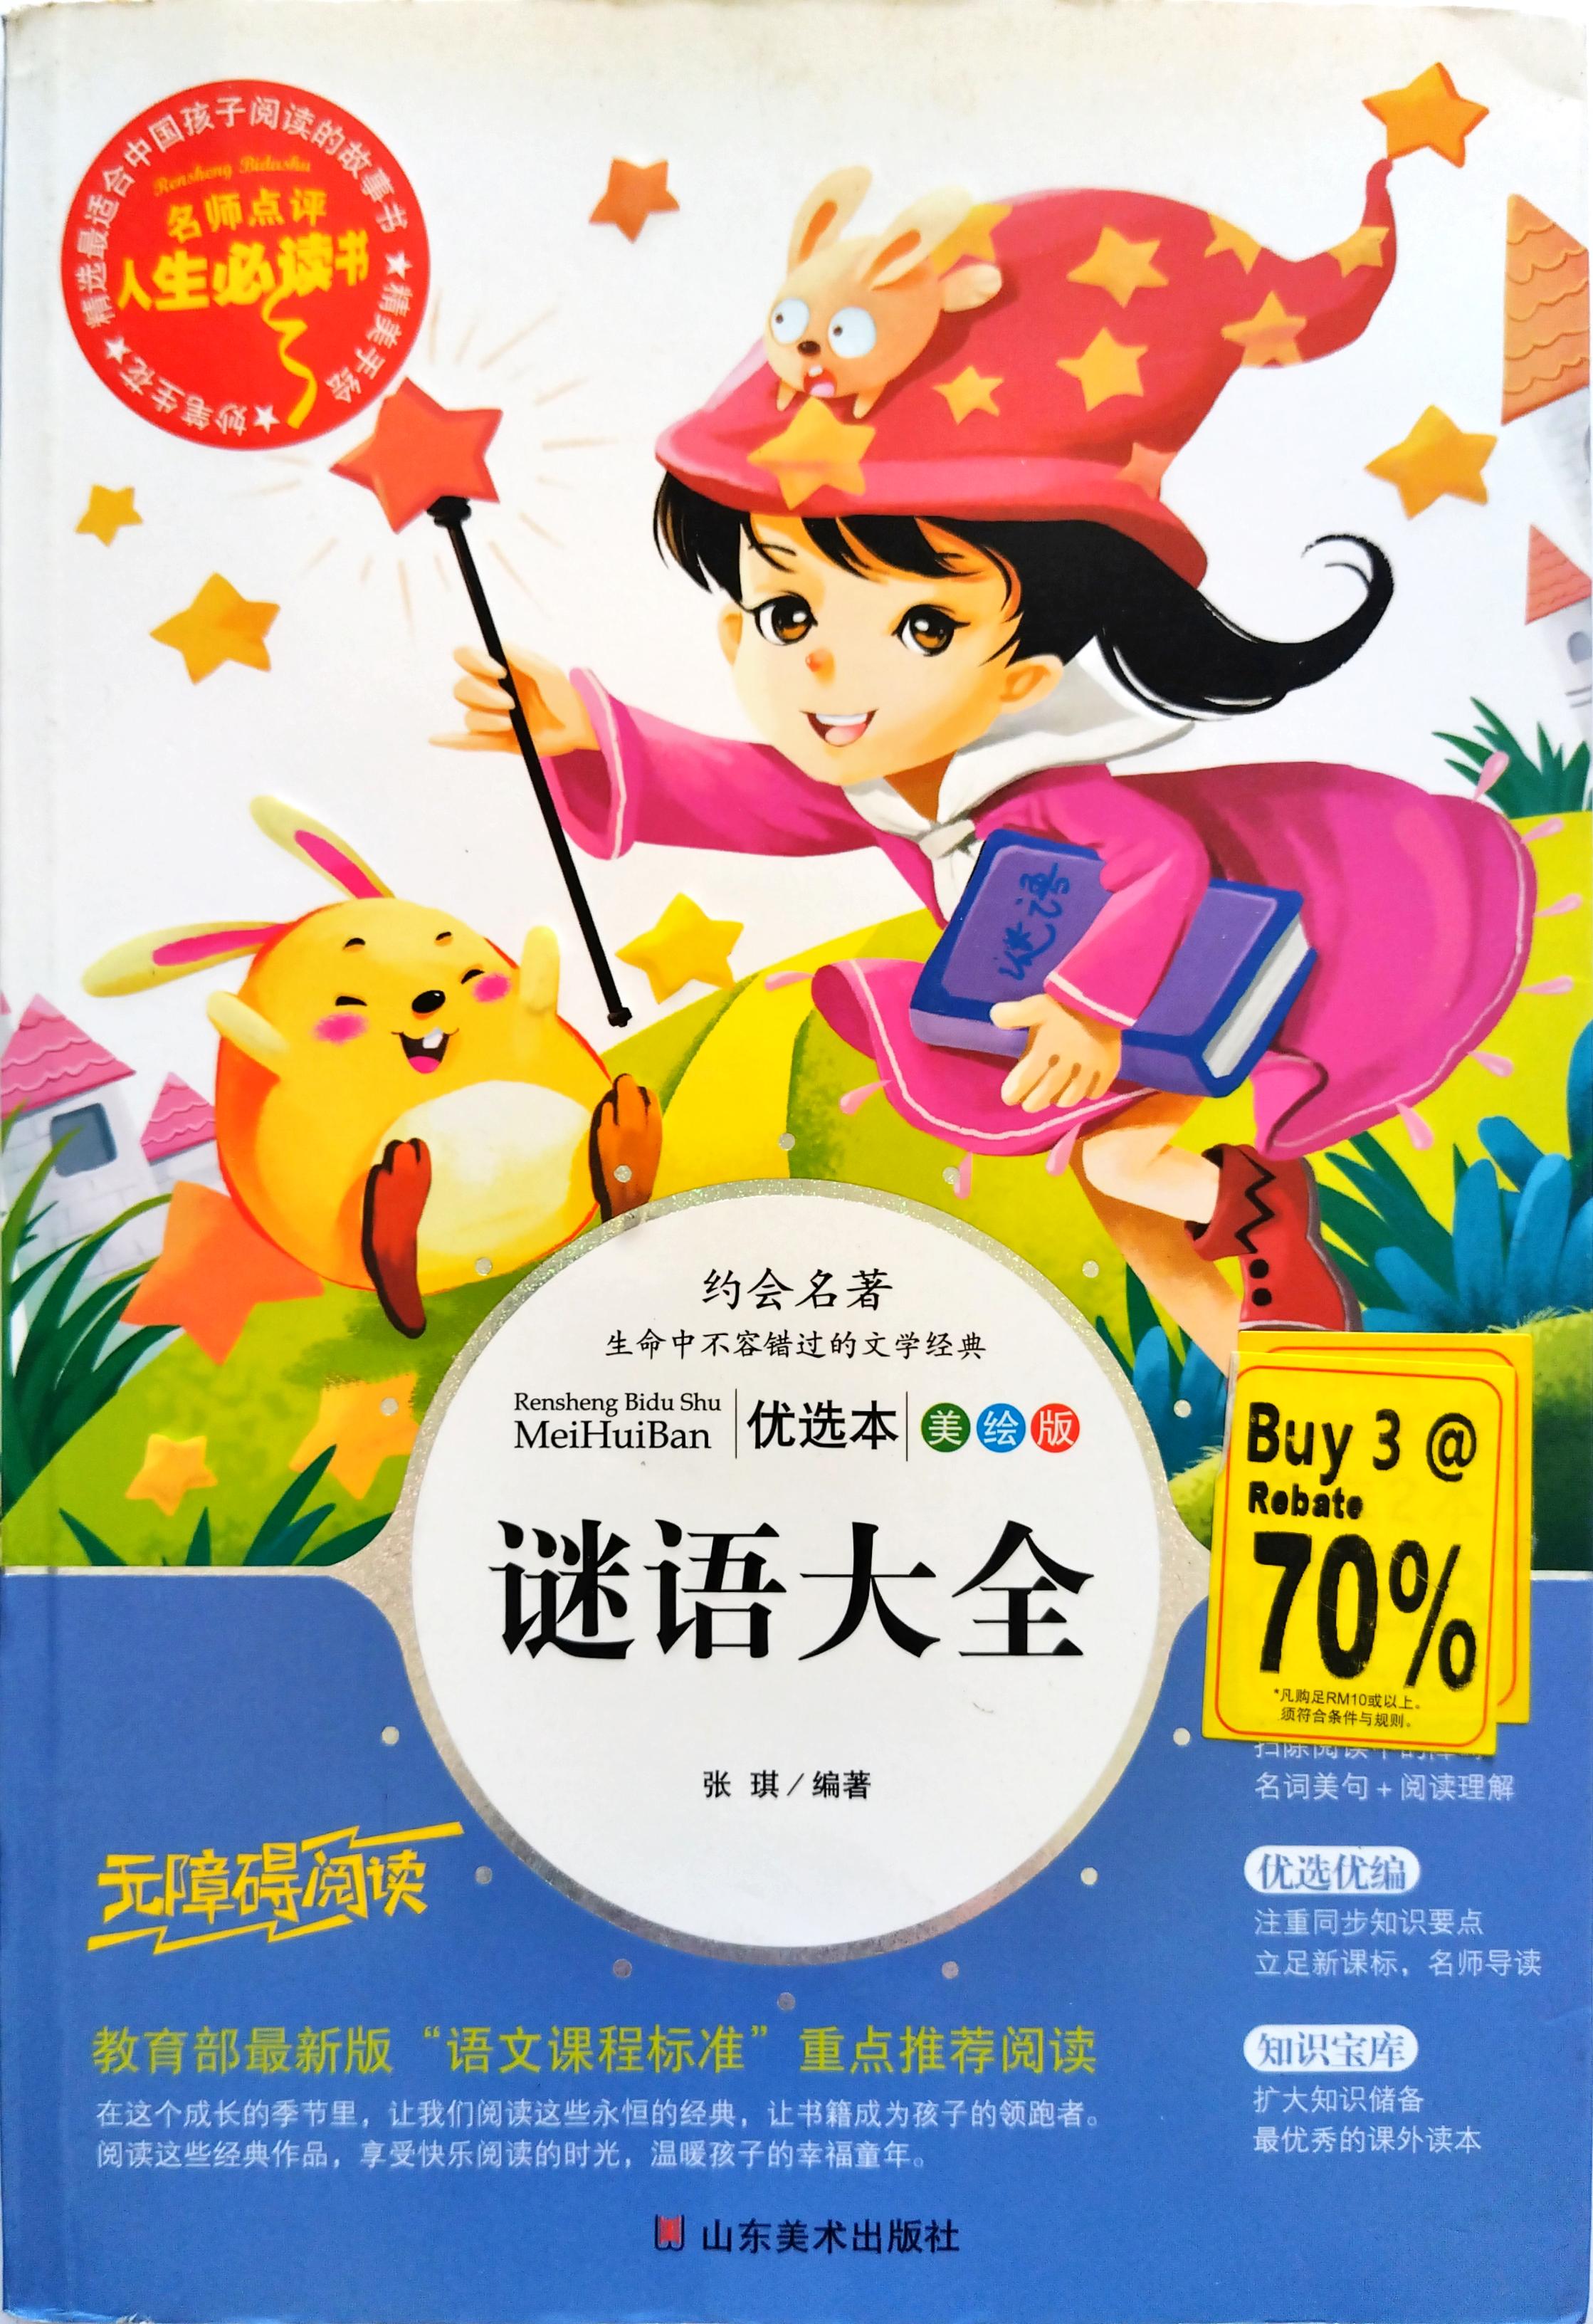 精选最适合中国孩子阅读的故事书★精美手绘★妙笔生花★
Rensheng Bidushu
名师点评
人生必读书
谜语
约会名著
生命中不容错过的文学经典
Rensheng Bidu Shu
MeiHuiBan
优选本
美绘版
谜语大全
张 琪／编著
Buy 3 @
Rebate
70%
*凡购足RM10或以上。
须符合条件与规则。
名词美句+阅读理解
优选优编
注重同步知识要点
立足新课标，名师导读
知识宝库
扩大知识储备
最优秀的课外读本
无障碍阅读
教育部最新版“语文课程标准”重点推荐阅读
在这个成长的季节里，让我们阅读这些永恒的经典，让书籍成为孩子的领跑者。
阅读这些经典作品，享受快乐阅读的时光，温暖孩子的幸福童年。
山东美术出版社